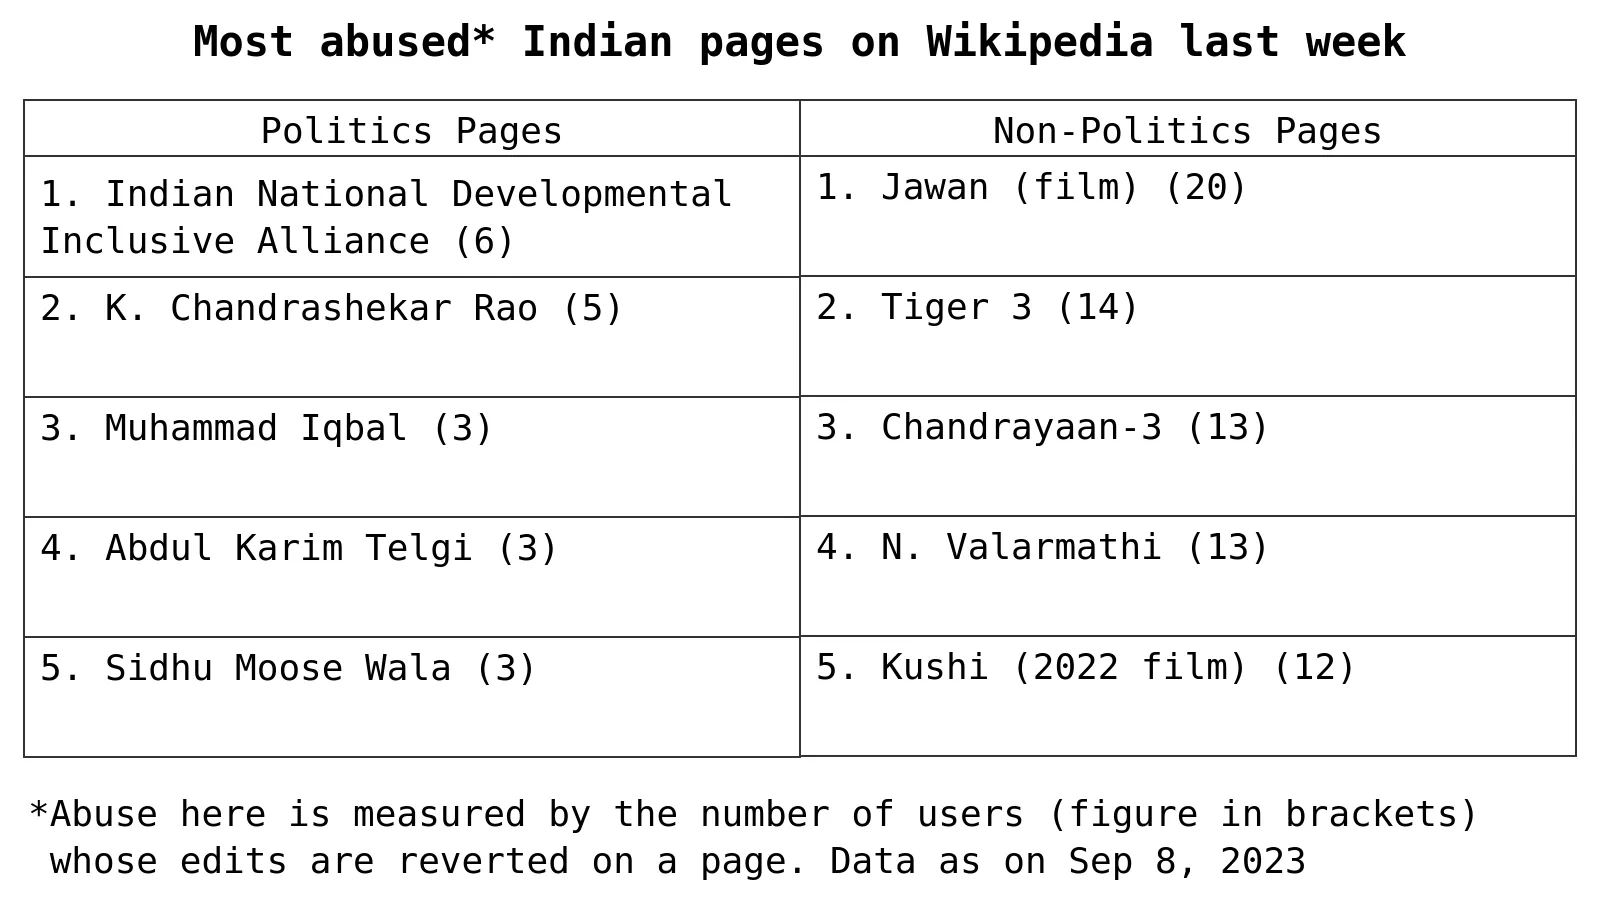 Most abused* Indian pages on Wikipedia last week
Politics Pages
Non-Politics Pages
1. Indian National Developmental
Inclusive Alliance (6)
1. Jawan (film) (20)
2. K. Chandrashekar Rao (5)
2. Tiger 3 (14)
3. Muhammad Iqbal (3)
3. Chandrayaan-3 (13)
4. Abdul Karim Telgi (3)
4. N. Valarmathi (13)
5. Sidhu Moose Wala (3)
5. Kushi (2022 film) (12)
*Abuse here is measured by the number of users (figure in brackets)
whose edits are reverted on a page. Data as on Sep 8, 2023